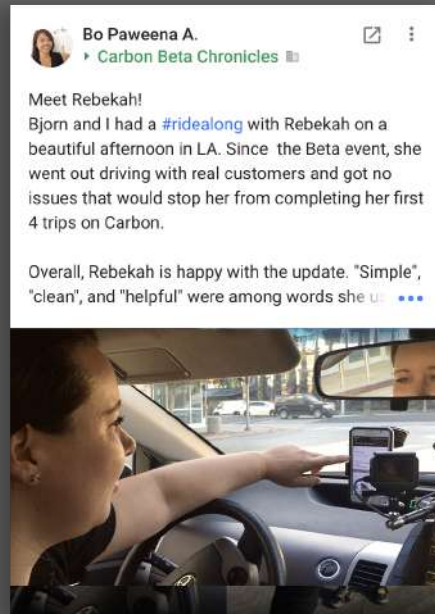 Bo Paweena A.
Carbon Beta Chronicles
Meet Rebekah!
Bjorn and I had a #ridealong with Rebekah on a
beautiful afternoon in LA. Since the Beta event, she
went out driving with real customers and got no
issues that would stop her from completing her first
4 trips on Carbon.
Overall, Rebekah is happy with the update. "Simple",
"clean", and "helpful" were among words she